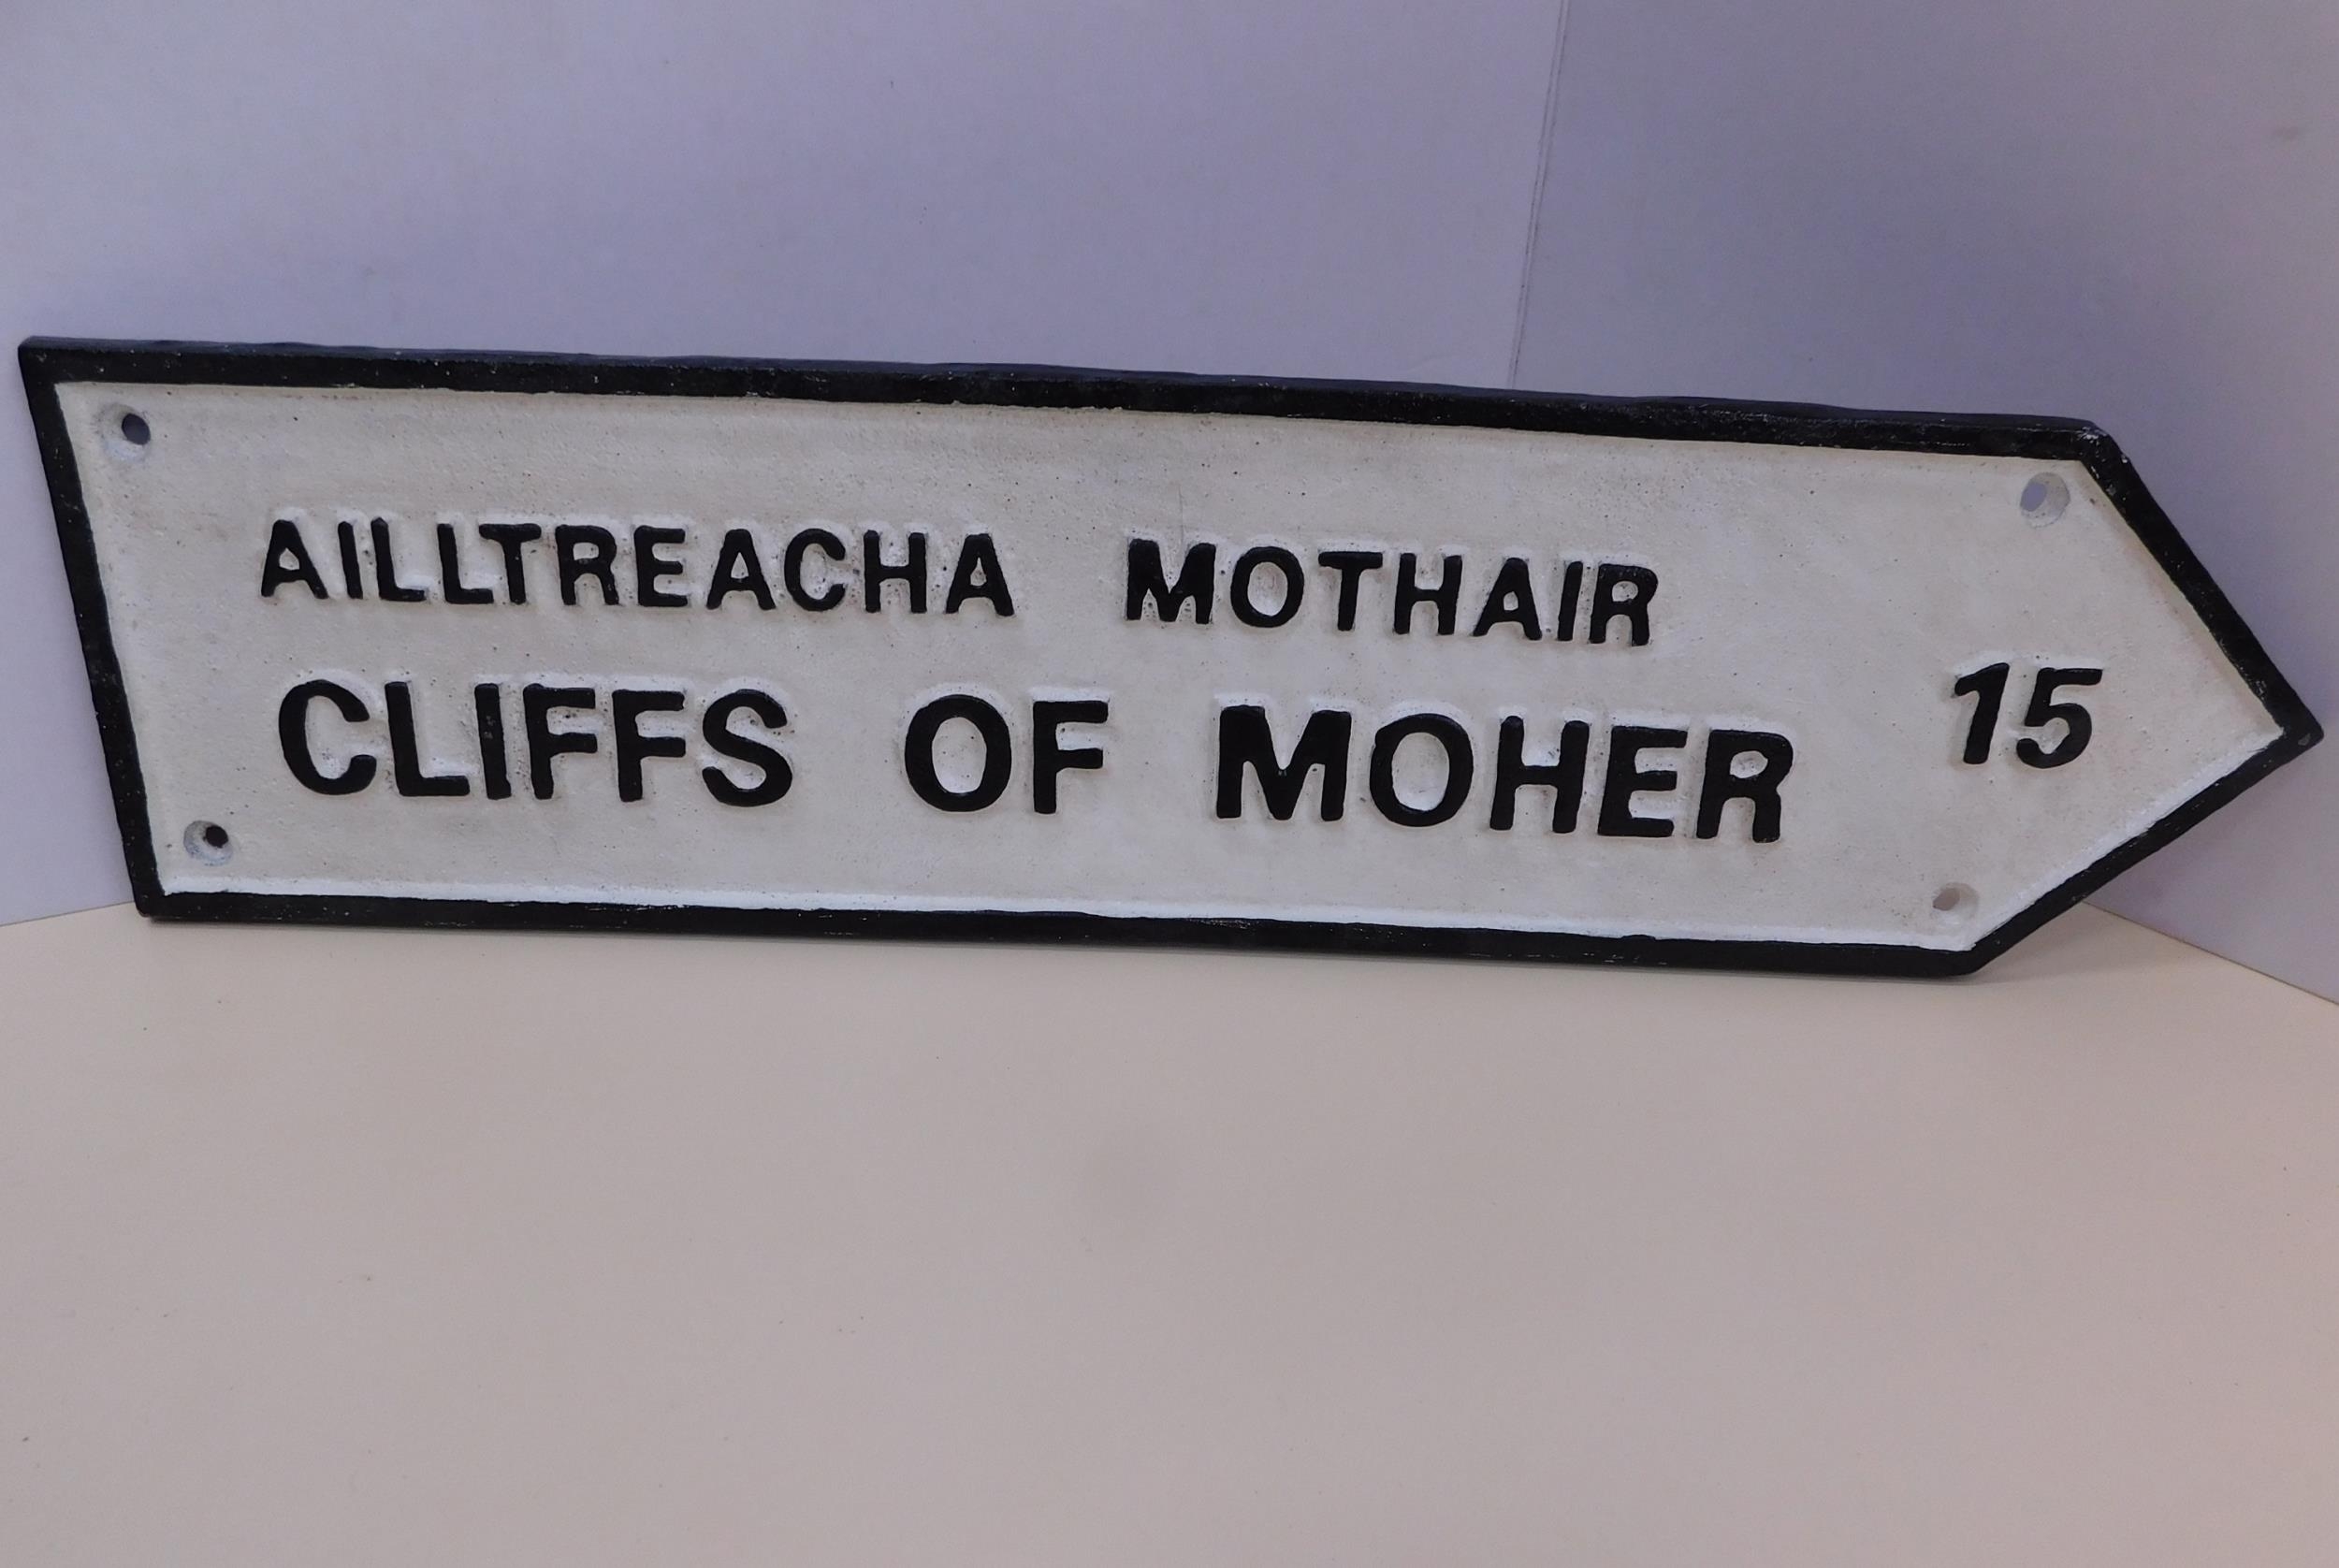 AILLTREACHA MOTHAIR
CLIFFS OF MOHER 15